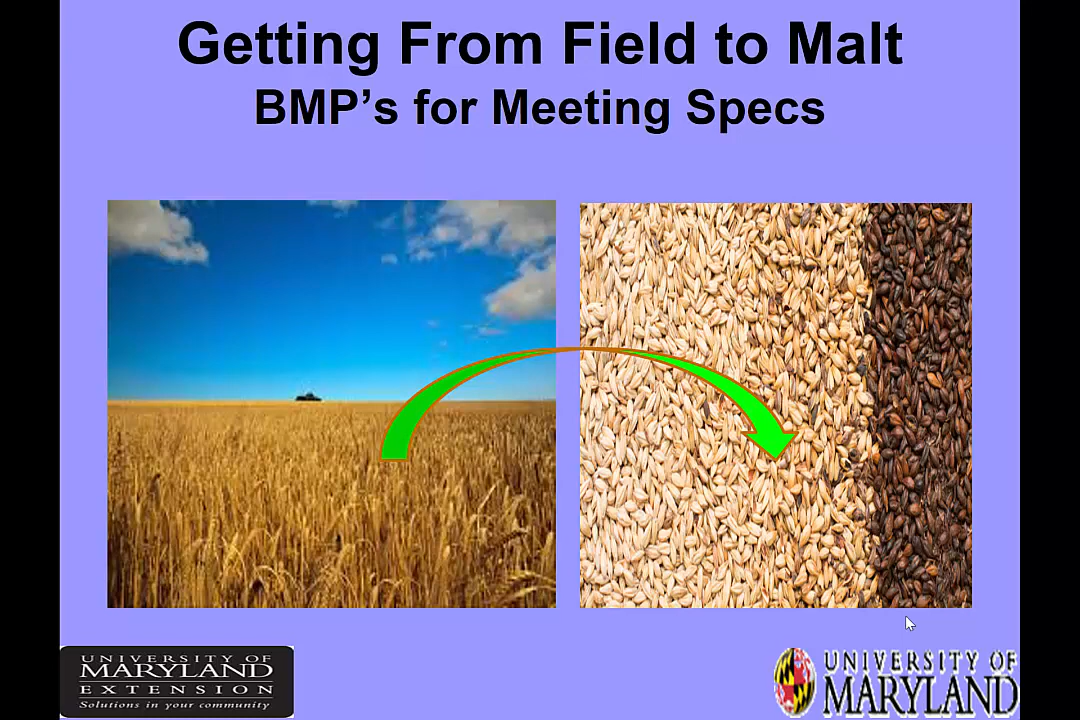 Getting From Field to Malt
BMP’s for Meeting Specs
UNIVERSITY OF
MARYLAND
EXTENSION
Solutions in your community
UNIVERSITY OF
MARYLAND